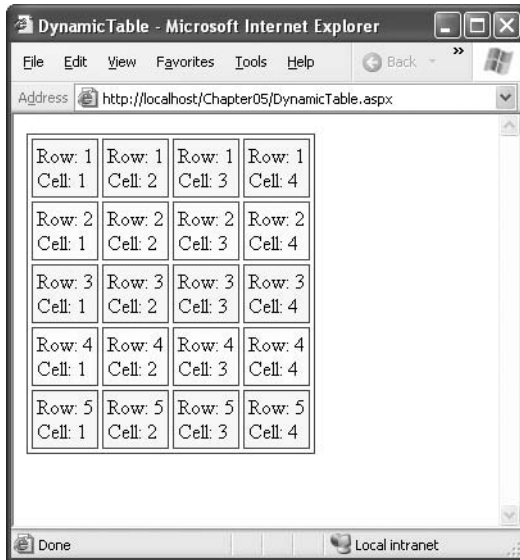 DynamicTable - Microsoft Internet Explorer
File Edit View Favorites Tools Help Back »
Address http://localhost/Chapter05/DynamicTable.aspx
Row: 1 Row: 1 Row: 1 Row: 1
Cell: 1 Cell: 2 Cell: 3 Cell: 4
Row: 2 Row: 2 Row: 2 Row: 2
Cell: 1 Cell: 2 Cell: 3 Cell: 4
Row: 3 Row: 3 Row: 3 Row: 3
Cell: 1 Cell: 2 Cell: 3 Cell: 4
Row: 4 Row: 4 Row: 4 Row: 4
Cell: 1 Cell: 2 Cell: 3 Cell: 4
Row: 5 Row: 5 Row: 5 Row: 5
Cell: 1 Cell: 2 Cell: 3 Cell: 4
Done Local intranet